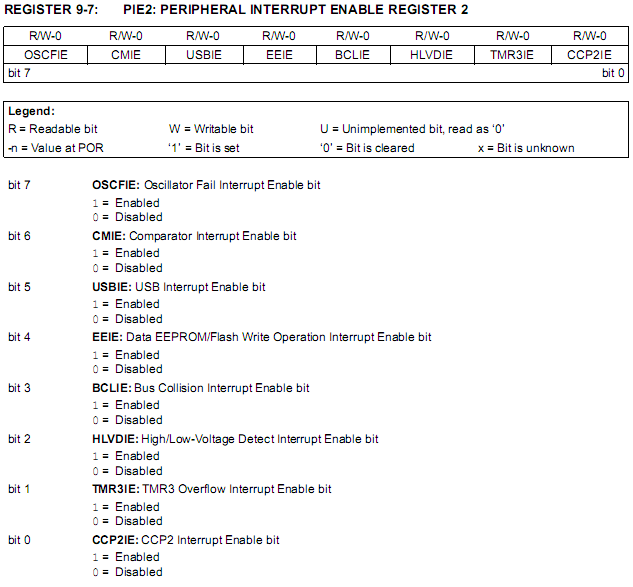 REGISTER 9-7: PIE2: PERIPHERAL INTERRUPT ENABLE REGISTER 2
R/W-0 R/W-0 R/W-0 R/W-0 R/W-0 R/W-0 R/W-0 R/W-0
OSCFIE CMIE USBIE EEIE BCLIE HLVDIE TMR3IE CCP2IE
bit 7 bit 0
Legend:
R = Readable bit W = Writable bit U = Unimplemented bit, read as ‘0’
-n = Value at POR ‘1’ = Bit is set ‘0’ = Bit is cleared x = Bit is unknown
bit 7 OSCFIE: Oscillator Fail Interrupt Enable bit
1 = Enabled
0 = Disabled
bit 6 CMIE: Comparator Interrupt Enable bit
1 = Enabled
0 = Disabled
bit 5 USBIE: USB Interrupt Enable bit
1 = Enabled
0 = Disabled
bit 4 EEIE: Data EEPROM/Flash Write Operation Interrupt Enable bit
1 = Enabled
0 = Disabled
bit 3 BCLIE: Bus Collision Interrupt Enable bit
1 = Enabled
0 = Disabled
bit 2 HLVDIE: High/Low-Voltage Detect Interrupt Enable bit
1 = Enabled
0 = Disabled
bit 1 TMR3IE: TMR3 Overflow Interrupt Enable bit
1 = Enabled
0 = Disabled
bit 0 CCP2IE: CCP2 Interrupt Enable bit
1 = Enabled
0 = Disabled